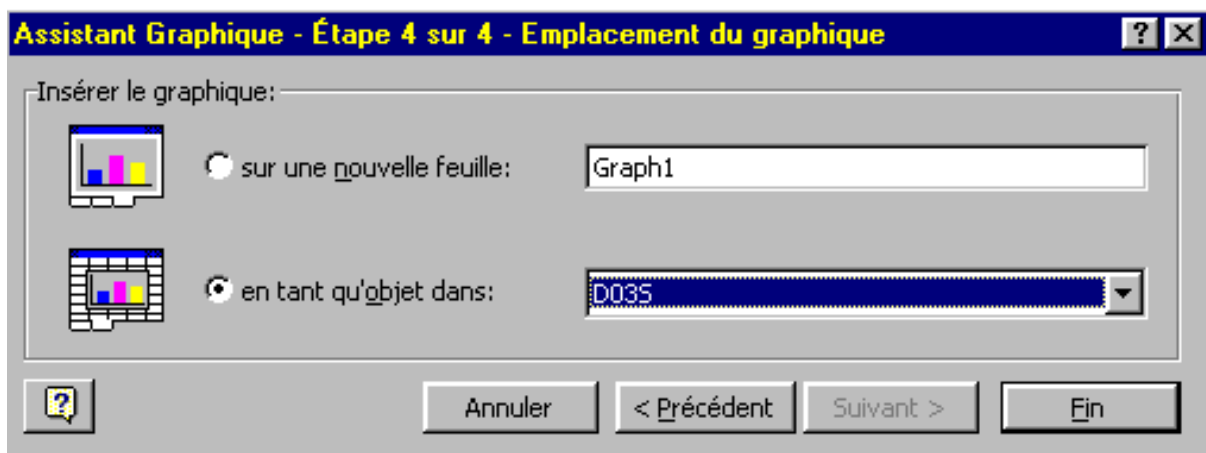 Assistant Graphique - Étape 4 sur 4 - Emplacement du graphique
Insérer le graphique:
sur une nouvelle feuille: Graph1
en tant qu'objet dans: DO3S
Annuler < Précédent Suivant > Fin